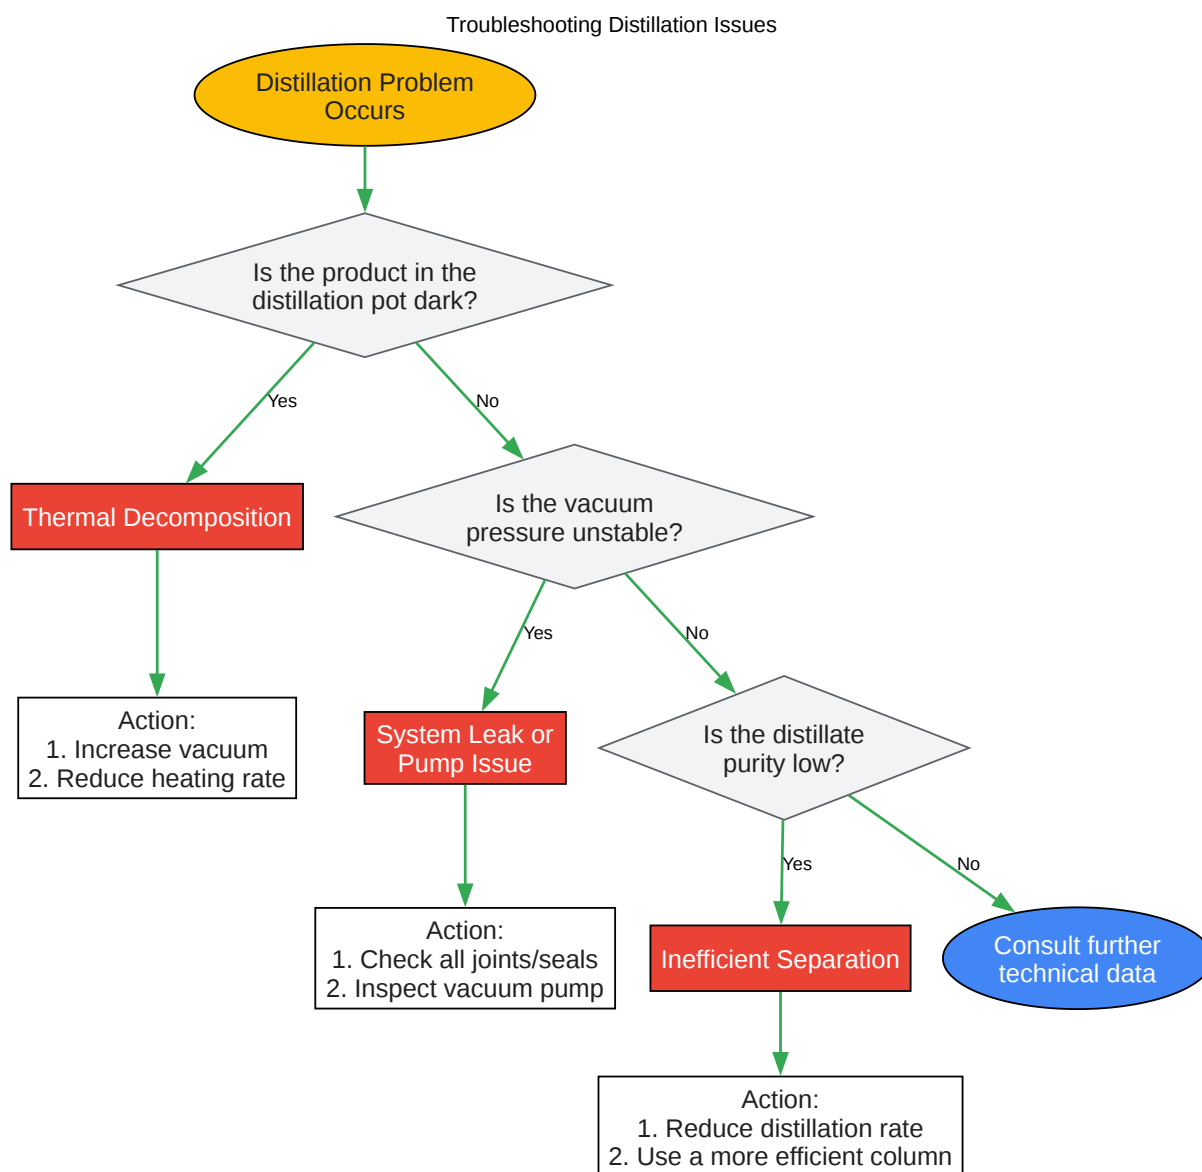 Troubleshooting Distillation Issues
Distillation Problem
Occurs
Is the product in the
distillation pot dark?
Yes
No
Thermal Decomposition
Is the vacuum
pressure unstable?
Action:
1. Increase vacuum
2. Reduce heating rate
Yes
No
System Leak or
Pump Issue
Is the distillate
purity low?
Action:
1. Check all joints/seals
2. Inspect vacuum pump
Yes
No
Inefficient Separation
Consult further
technical data
Action:
1. Reduce distillation rate
2. Use a more efficient column